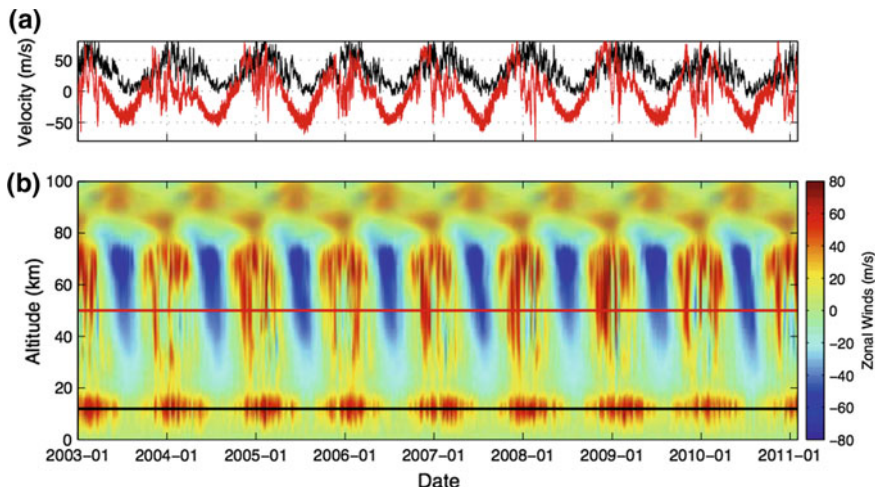 (a)
Velocity (m/s)
50
0
−50
(b)
Altitude (km)
100
80
60
40
20
0
2003−01 2004−01 2005−01 2006−01 2007−01 2008−01 2009−01 2010−01 2011−01
Date
80
60
40
20
0
−20
−40
−60
−80
Zonal Winds (m/s)